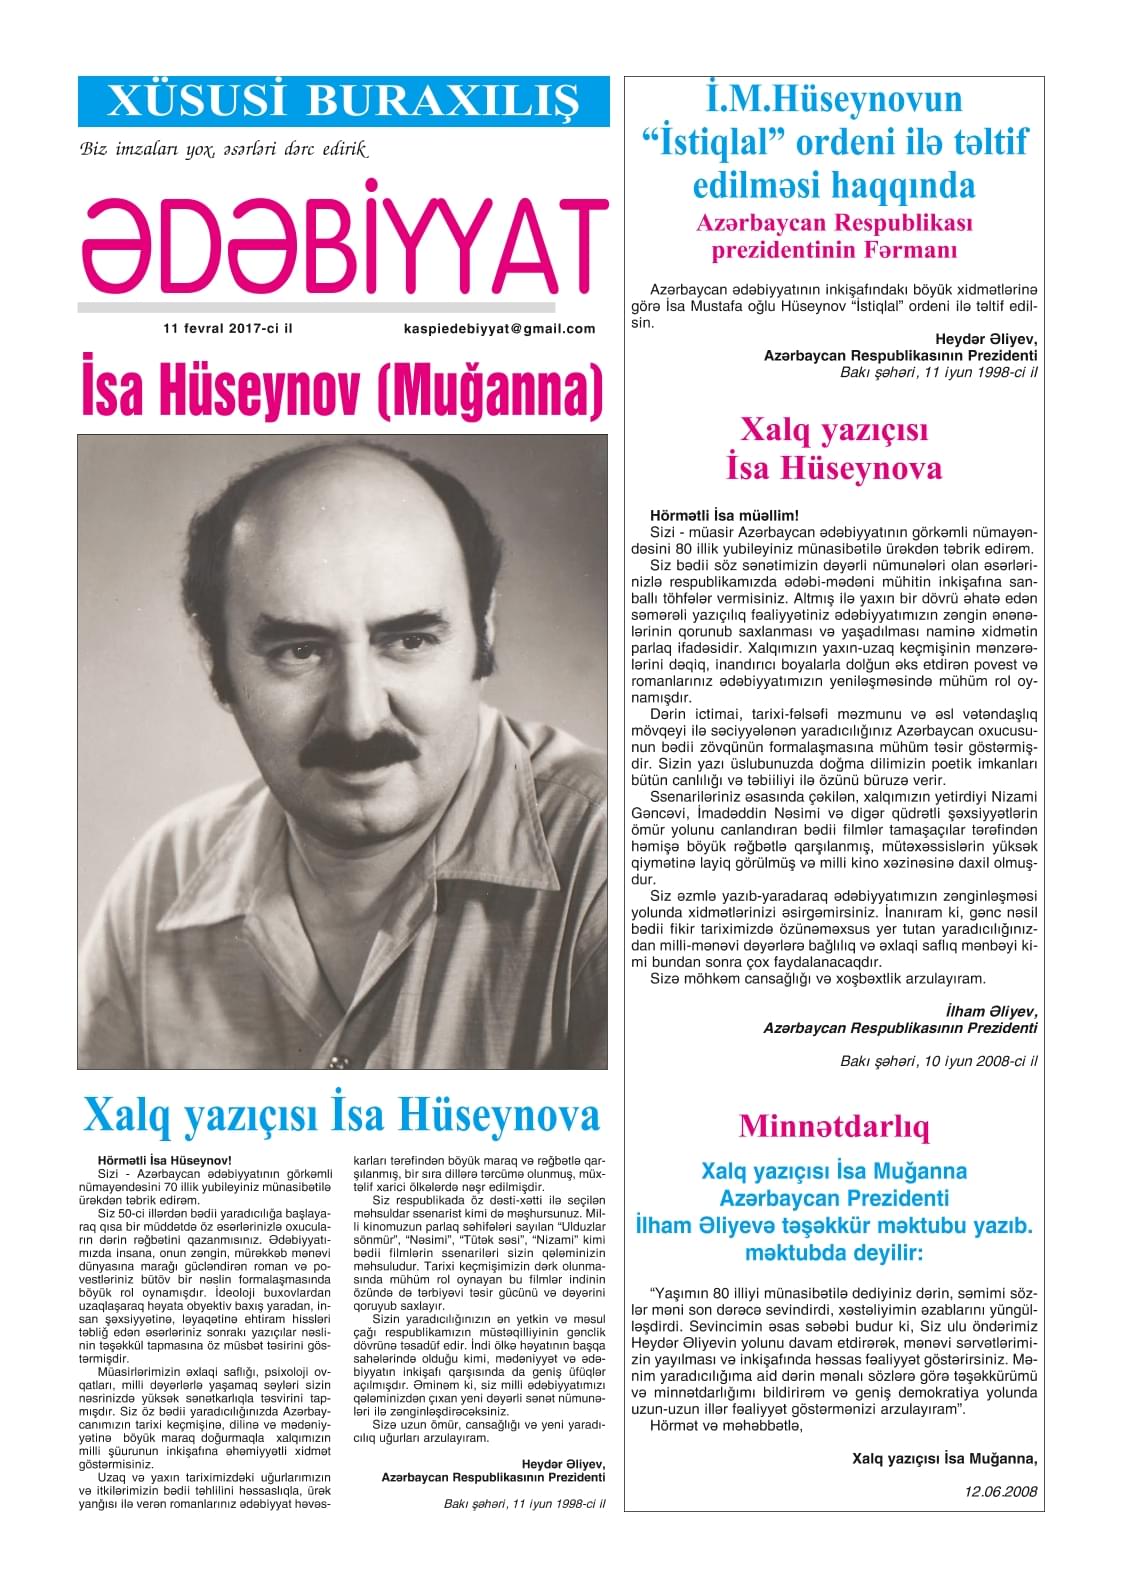 XÜSUSİ BURAXILIŞ
Biz imzaları yox, əsərləri dərc edirik
ƏDƏBİYYAT
11 fevral 2017-ci il kaspiedebiyyat@gmail.com
İsa Hüseynov (Muğanna)
Xalq yazıçısı İsa Hüseynova
Hörmətli İsa Hüseynov!
Sizi - Azərbaycan ədəbiyyatının görkəmli
nümayəndəsini 70 illik yubileyiniz münasibətilə
ürəkdən təbrik edirəm.
Siz 50-ci illərdən bədii yaradıcılığa başlaya-
raq qısa bir müddətdə öz əsərlərinizlə oxucula-
rın dərin rəğbətini qazanmısınız. Ədəbiyyatı-
mızda insana, onun zəngin, mürəkkəb mənəvi
dünyasına marağı gücləndirən roman və po-
vestləriniz bütöv bir nəslin formalaşmasında
böyük rol oynamışdır. İdeoloji buxovlardan
uzaqlaşaraq həyata obyektiv baxış yaradan, in-
san şəxsiyyətinə, ləyaqətinə ehtiram hissləri
təbliğ edən əsərləriniz sonrakı yazıçılar nəsli-
nin təşəkkül tapmasına öz müsbət təsirini gös-
tərmişdir.
Müasirlərimizin əxlaqi saflığı, psixoloji ov-
qatları, milli dəyərlərlə yaşamaq səyləri sizin
nəsrinizdə yüksək sənətkarlıqla təsvirini tap-
mışdır. Siz öz bədii yaradıcılığınızda Azərbay-
canımızın tarixi keçmişinə, dilinə və mədəniy-
yətinə böyük maraq doğurmaqla xalqımızın
milli şüurunun inkişafına əhəmiyyətli xidmət
göstərmisiniz.
Uzaq və yaxın tariximizdəki uğurlarımızın
və itkilərimizin bədii təhlilini həssaslıqla, ürək
yanğısı ilə verən romanlarınız ədəbiyyat həvəs-
karları tərəfindən böyük maraq və rəğbətlə qar-
şılanmış, bir sıra dillərə tərcümə olunmuş, müx-
təlif xarici ölkələrdə nəşr edilmişdir.
Siz respublikada öz dəsti-xətti ilə seçilən
məhsuldar ssenarist kimi də məşhursunuz. Mil-
li kinomuzun parlaq səhifələri sayılan “Ulduzlar
sönmür”, “Nəsimi”, “Tütək səsi”, “Nizami” kimi
bədii filmlərin ssenariləri sizin qələminizin
məhsuludur. Tarixi keçmişimizin dərk olunma-
sında mühüm rol oynayan bu filmlər indinin
özündə də tərbiyəvi təsir gücünü və dəyərini
qoruyub saxlayır.
Sizin yaradıcılığınızın ən yetkin və məsul
çağı respublikamızın müstəqilliyinin gənclik
dövrünə təsadüf edir. İndi ölkə həyatının başqa
sahələrində olduğu kimi, mədəniyyət və ədə-
biyyatın inkişafı qarşısında da geniş üfüqlər
açılmışdır. Əminəm ki, siz milli ədəbiyyatımızı
qələminizdən çıxan yeni dəyərli sənət nümunə-
ləri ilə zənginləşdirəcəksiniz.
Sizə uzun ömür, cansağlığı və yeni yaradı-
cılıq uğurları arzulayıram.
Heydər Əliyev,
Azərbaycan Respublikasının Prezidenti
Bakı şəhəri, 11 iyun 1998-ci il
İ.M.Hüseynovun
“İstiqlal” ordeni ilə təltif
edilməsi haqqında
Azərbaycan Respublikası
prezidentinin Fərmanı
Azərbaycan ədəbiyyatının inkişafındakı böyük xidmətlərinə
görə İsa Mustafa oğlu Hüseynov “İstiqlal” ordeni ilə təltif edil-
sin.
Heydər Əliyev,
Azərbaycan Respublikasının Prezidenti
Bakı şəhəri, 11 iyun 1998-ci il
Xalq yazıçısı
İsa Hüseynova
Hörmətli İsa müəllim!
Sizi - müasir Azərbaycan ədəbiyyatının görkəmli nümayən-
dəsini 80 illik yubileyiniz münasibətilə ürəkdən təbrik edirəm.
Siz bədii söz sənətimizin dəyərli nümunələri olan əsərləri-
nizlə respublikamızda ədəbi-mədəni mühitin inkişafına san-
ballı töhfələr vermisiniz. Altmış ilə yaxın bir dövrü əhatə edən
səmərəli yazıçılıq fəaliyyətiniz ədəbiyyatımızın zəngin ənənə-
lərinin qorunub saxlanması və yaşadılması naminə xidmətin
parlaq ifadəsidir. Xalqımızın yaxın-uzaq keçmişinin mənzərə-
lərini dəqiq, inandırıcı boyalarla dolğun əks etdirən povest və
romanlarınız ədəbiyyatımızın yeniləşməsində mühüm rol oy-
namışdır.
Dərin ictimai, tarixi-fəlsəfi məzmunu və əsl vətəndaşlıq
mövqeyi ilə səciyyələnən yaradıcılığınız Azərbaycan oxucusu-
nun bədii zövqünün formalaşmasına mühüm təsir göstərmiş-
dir. Sizin yazı üslubunuzda doğma dilimizin poetik imkanları
bütün canlılığı və təbiiliyi ilə özünü büruzə verir.
Ssenariləriniz əsasında çəkilən, xalqımızın yetirdiyi Nizami
Gəncəvi, İmadəddin Nəsimi və digər qüdrətli şəxsiyyətlərin
ömür yolunu canlandıran bədii filmlər tamaşaçılar tərəfindən
həmişə böyük rəğbətlə qarşılanmış, mütəxəssislərin yüksək
qiymətinə layiq görülmüş və milli kino xəzinəsinə daxil olmuş-
dur.
Siz əzmlə yazıb-yaradaraq ədəbiyyatımızın zənginləşməsi
yolunda xidmətlərinizi əsirgəmirsiniz. İnanıram ki, gənc nəsil
bədii fikir tariximizdə özünəməxsus yer tutan yaradıcılığınız-
dan milli-mənəvi dəyərlərə bağlılıq və əxlaqi saflıq mənbəyi ki-
mi bundan sonra çox faydalanacaqdır.
Sizə möhkəm cansağlığı və xoşbəxtlik arzulayıram.
İlham Əliyev,
Azərbaycan Respublikasının Prezidenti
Bakı şəhəri, 10 iyun 2008-ci il
Minnətdarlıq
Xalq yazıçısı İsa Muğanna
Azərbaycan Prezidenti
İlham Əliyevə təşəkkür məktubu yazıb.
məktubda deyilir:
“Yaşımın 80 illiyi münasibətilə dediyiniz dərin, səmimi söz-
lər məni son dərəcə sevindirdi, xəstəliyimin əzablarını yüngül-
ləşdirdi. Sevincimin əsas səbəbi budur ki, Siz ulu öndərimiz
Heydər Əliyevin yolunu davam etdirərək, mənəvi sərvətlərimi-
zin yayılması və inkişafında həssas fəaliyyət göstərirsiniz. Mə-
nim yaradıcılığıma aid dərin mənalı sözlərə görə təşəkkürümü
və minnətdarlığımı bildirirəm və geniş demokratiya yolunda
uzun-uzun illər fəaliyyət göstərmənizi arzulayıram”.
Hörmət və məhəbbətlə,
Xalq yazıçısı İsa Muğanna,
12.06.2008